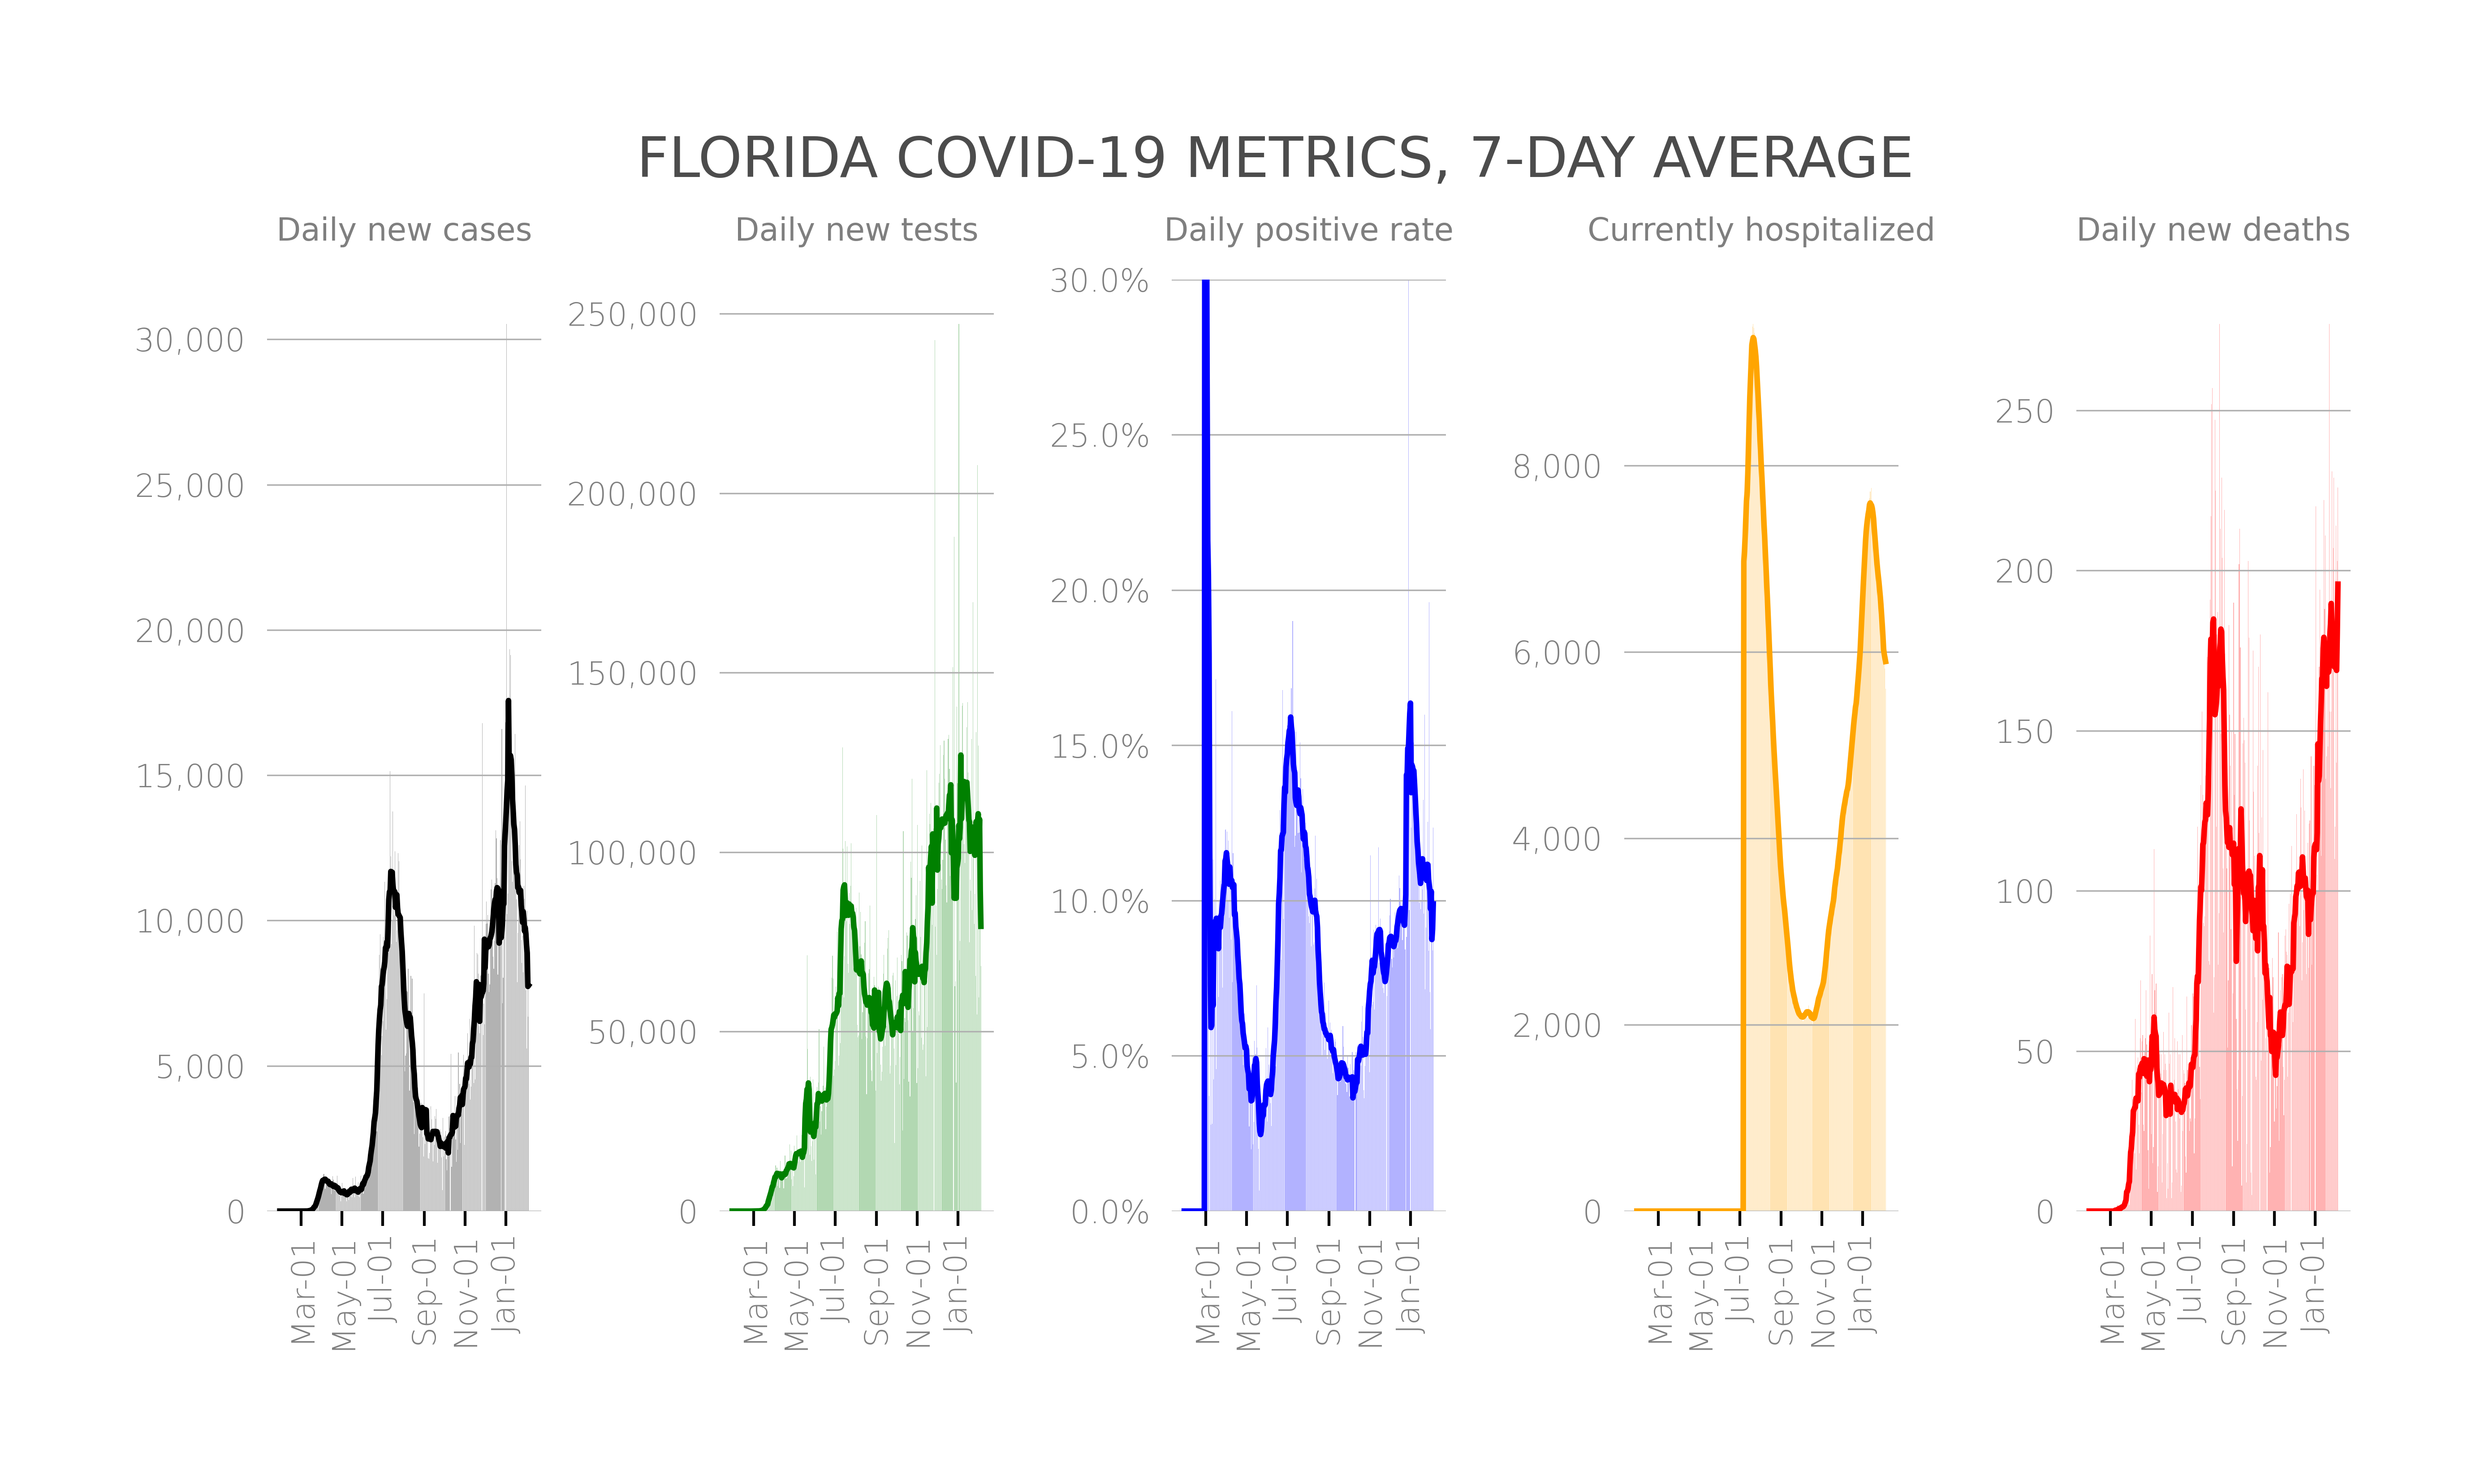 FLORIDA COVID-19 METRICS, 7-DAY AVERAGE
Daily new cases
30,000
25,000
20,000
15,000
10,000
5,000
0
Mar-01
May-01
Jul-01
Sep-01
Nov-01
Jan-01
Daily new tests
250,000
200,000
150,000
100,000
50,000
0
Mar-01
May-01
Jul-01
Sep-01
Nov-01
Jan-01
Daily positive rate
30.0%
25.0%
20.0%
15.0%
10.0%
5.0%
0.0%
Mar-01
May-01
Jul-01
Sep-01
Nov-01
Jan-01
Currently hospitalized
8,000
6,000
4,000
2,000
0
Mar-01
May-01
Jul-01
Sep-01
Nov-01
Jan-01
Daily new deaths
250
200
150
100
50
0
Mar-01
May-01
Jul-01
Sep-01
Nov-01
Jan-01